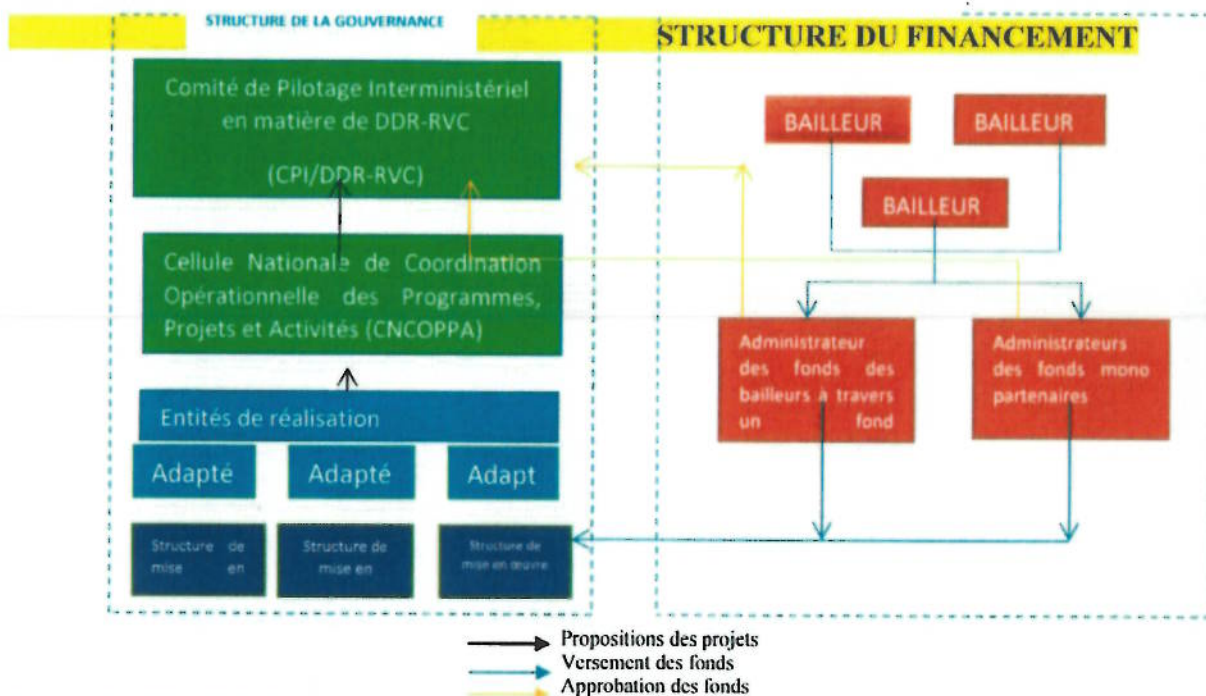 STRUCTURE DE LA GOUVERNANCE
Comité de Pilotage Interministériel
en matière de DDR-RVC
(CPI/DDR-RVC)
Cellule Nationale de Coordination
Opérationnelle des Programmes,
Projets et Activités (CNCOPPA)
Entités de réalisation
Adapté
Adapté
Adapt
Structure de
mise en
Structure de
mise en
Structure de
mise en œuvre
STRUCTURE DU FINANCEMENT
BAILLEUR
BAILLEUR
BAILLEUR
Administrateur
des fonds des
bailleurs à travers
un fond
Administrateurs
des fonds mono
partenaires
Propositions des projets
Versement des fonds
Approbation des fonds